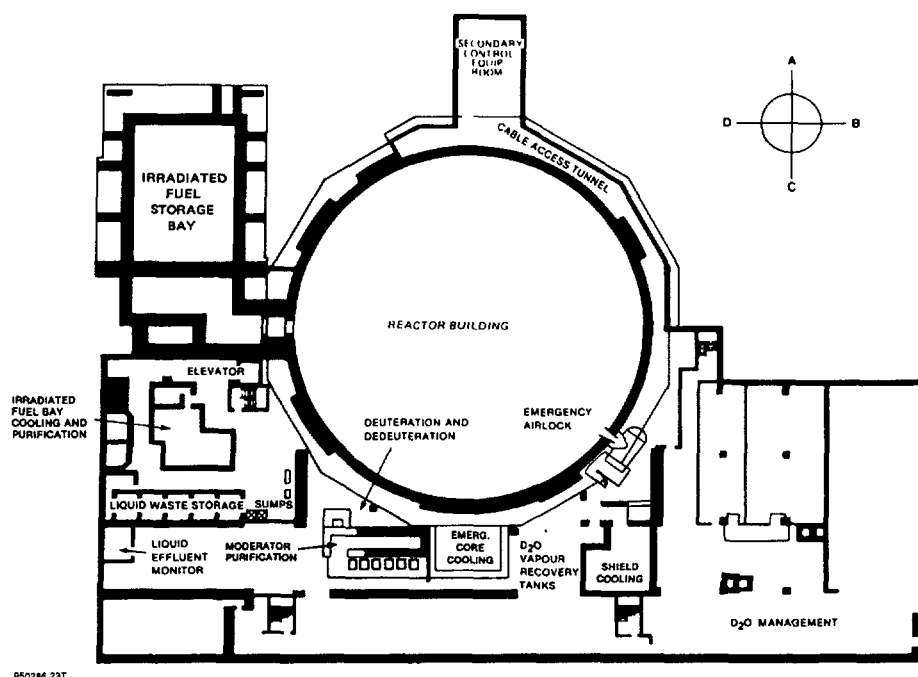 SECONDARY
CONTROL
EQUIP
ROOM
A
D
B
C
CABLE ACCESS TUNNEL
IRRADIATED
FUEL
STORAGE
BAY
REACTOR BUILDING
ELEVATOR
IRRADIATED
FUEL BAY
COOLING AND
PURIFICATION
DEUTERATION AND
DEDEUTERATION
EMERGENCY
AIRLOCK
LIQUID WASTE STORAGE
SUMPS
LIQUID
EFFLUENT
MONITOR
MODERATOR
PURIFICATION
EMERG.
CORE
COOLING
D2O
VAPOUR
RECOVERY
TANKS
SHIELD
COOLING
D2O MANAGEMENT
950286 23T